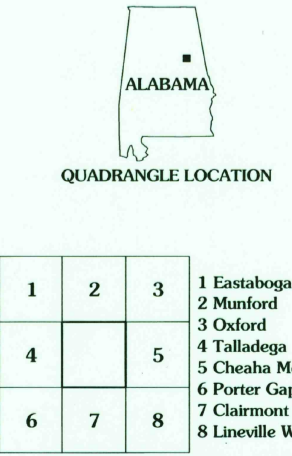 ALABAMA
QUADRANGLE LOCATION
1 2 3
4 5
6 7 8
1 Eastaboga
2 Munford
3 Oxford
4 Talladega
5 Cheaha
6 Porter
7 Clairmont
8 Lineville